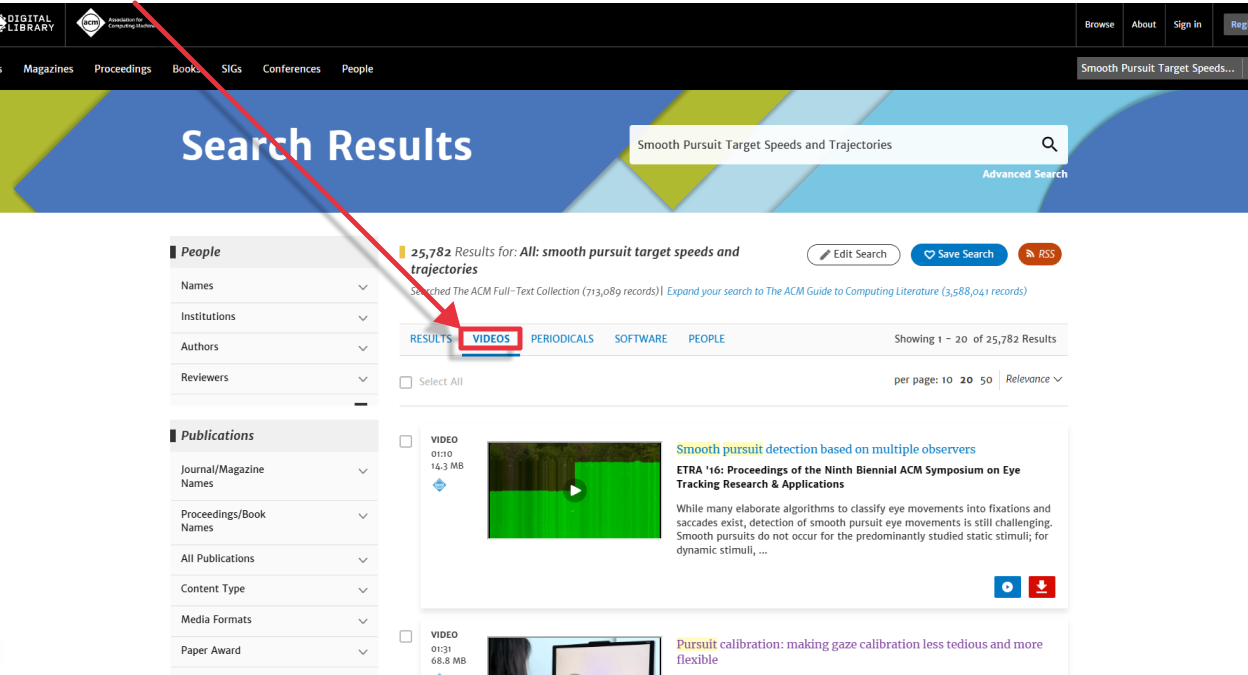 DIGITAL
LIBRARY
acm
Association for
Computing Machinery
Browse
About
Sign in
Reg
s
Magazines
Proceedings
Books
SIGs
Conferences
People
Smooth Pursuit Target Speeds...
Search Results
Smooth Pursuit Target Speeds and Trajectories
Advanced Search
People
Names
Institutions
Authors
Reviewers
Publications
Journal/Magazine
Names
Proceedings/Book
Names
All Publications
Content Type
Media Formats
Paper Award
25,782 Results for: All: smooth pursuit target speeds and
trajectories
Edit Search
Save Search
RSS
Searched The ACM Full-Text Collection (713,089 records)| Expand your search to The ACM Guide to Computing Literature (3,588,041 records)
RESULTS
VIDEOS
PERIODICALS
SOFTWARE
PEOPLE
Showing 1 - 20 of 25,782 Results
Select All
per page: 10 20 50
Relevance
VIDEO
01:10
14.3 MB
Smooth pursuit detection based on multiple observers
ETRA '16: Proceedings of the Ninth Biennial ACM Symposium on Eye
Tracking Research & Applications
While many elaborate algorithms to classify eye movements into fixations and
saccades exist, detection of smooth pursuit eye movements is still challenging.
Smooth pursuits do not occur for the predominantly studied static stimuli; for
dynamic stimuli, ...
VIDEO
01:31
68.8 MB
Pursuit calibration: making gaze calibration less tedious and more
flexible